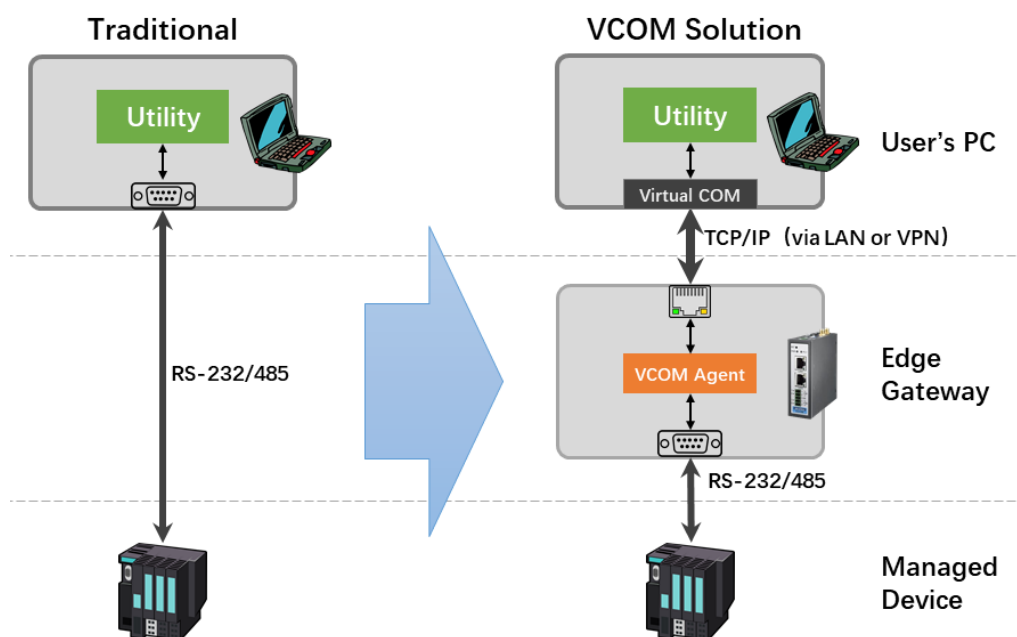 Traditional
VCOM Solution
Utility
Utility
User's PC
Virtual COM
TCP/IP（via LAN or VPN）
RS-232/485
VCOM Agent
Edge
Gateway
RS-232/485
Managed
Device